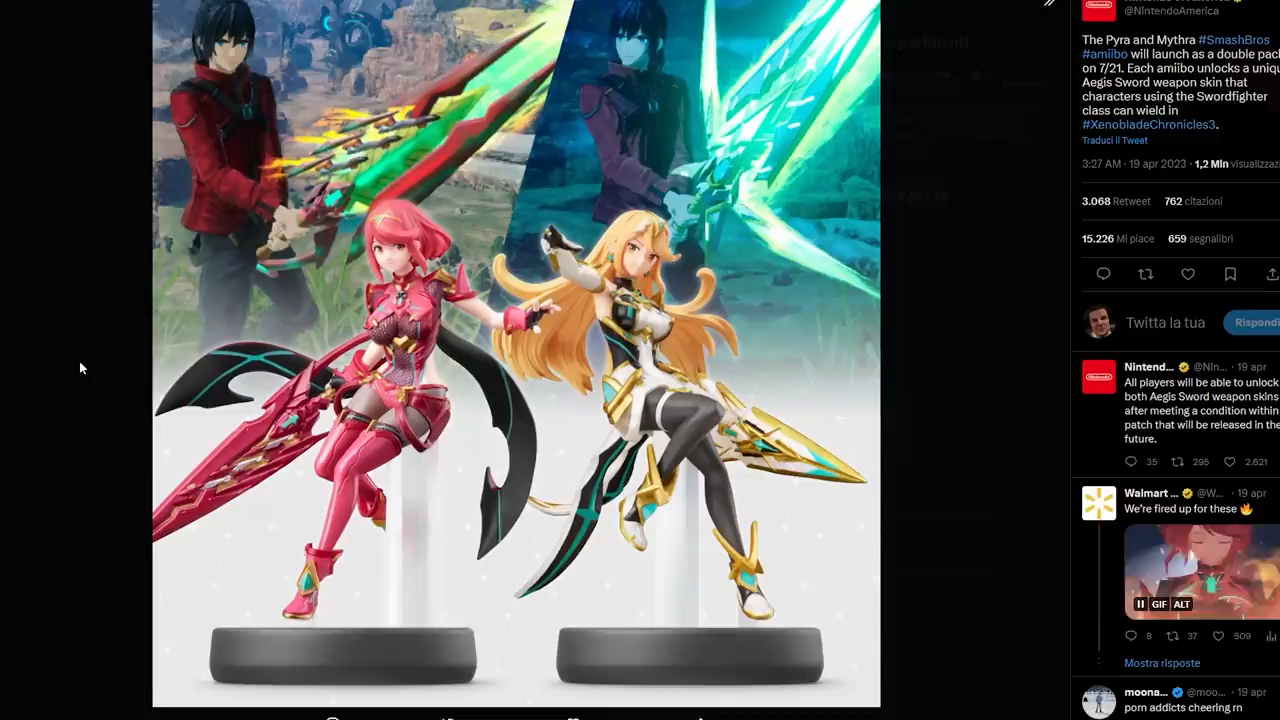 @NintendoAmerica
The Pyra and Mythra #SmashBros
#amiibo will launch as a double pac
on 7/21. Each amiibo unlocks a uniqu
Aegis Sword weapon skin that
characters using the Swordfighter
class can wield in
#XenobladeChronicles3.
Traduci il Tweet
3:27 AM · 19 apr 2023 · 1,2 Mln visualizzaz
3.068 Retweet 762 citazioni
15.226 Mi piace 659 segnalibri
Twitta la tua
Rispondi
Nintend... @NIn... · 19 apr
All players will be able to unlock
both Aegis Sword weapon skins
after meeting a condition within
patch that will be released in the
future.
35 295 2.621
Walmart ... @W... · 19 apr
We're fired up for these
GIF ALT
8 37 509
Mostra risposte
moona... @moo... · 19 apr
porn addicts cheering rn